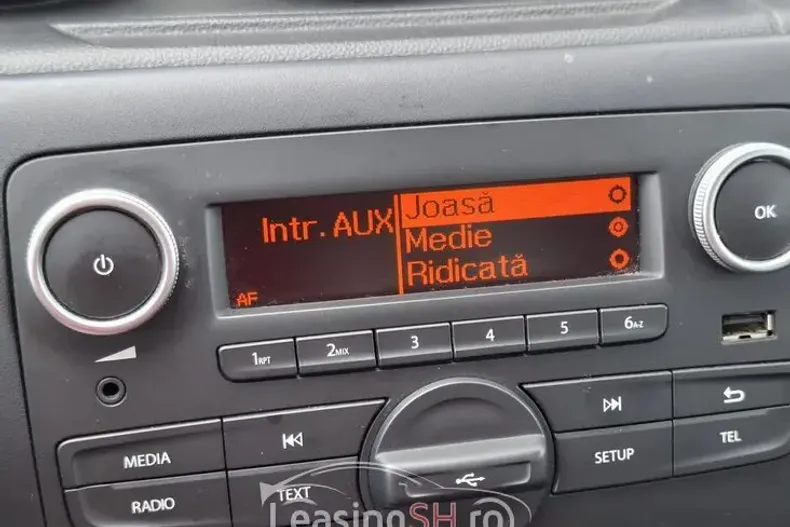 Intr. AUX
Joasă
Medie
Ridicată
AF
OK
1RPT
2MIX
3
4
5
6A-Z
MEDIA
RADIO
TEXT
SETUP
TEL
LeasingSH.ro